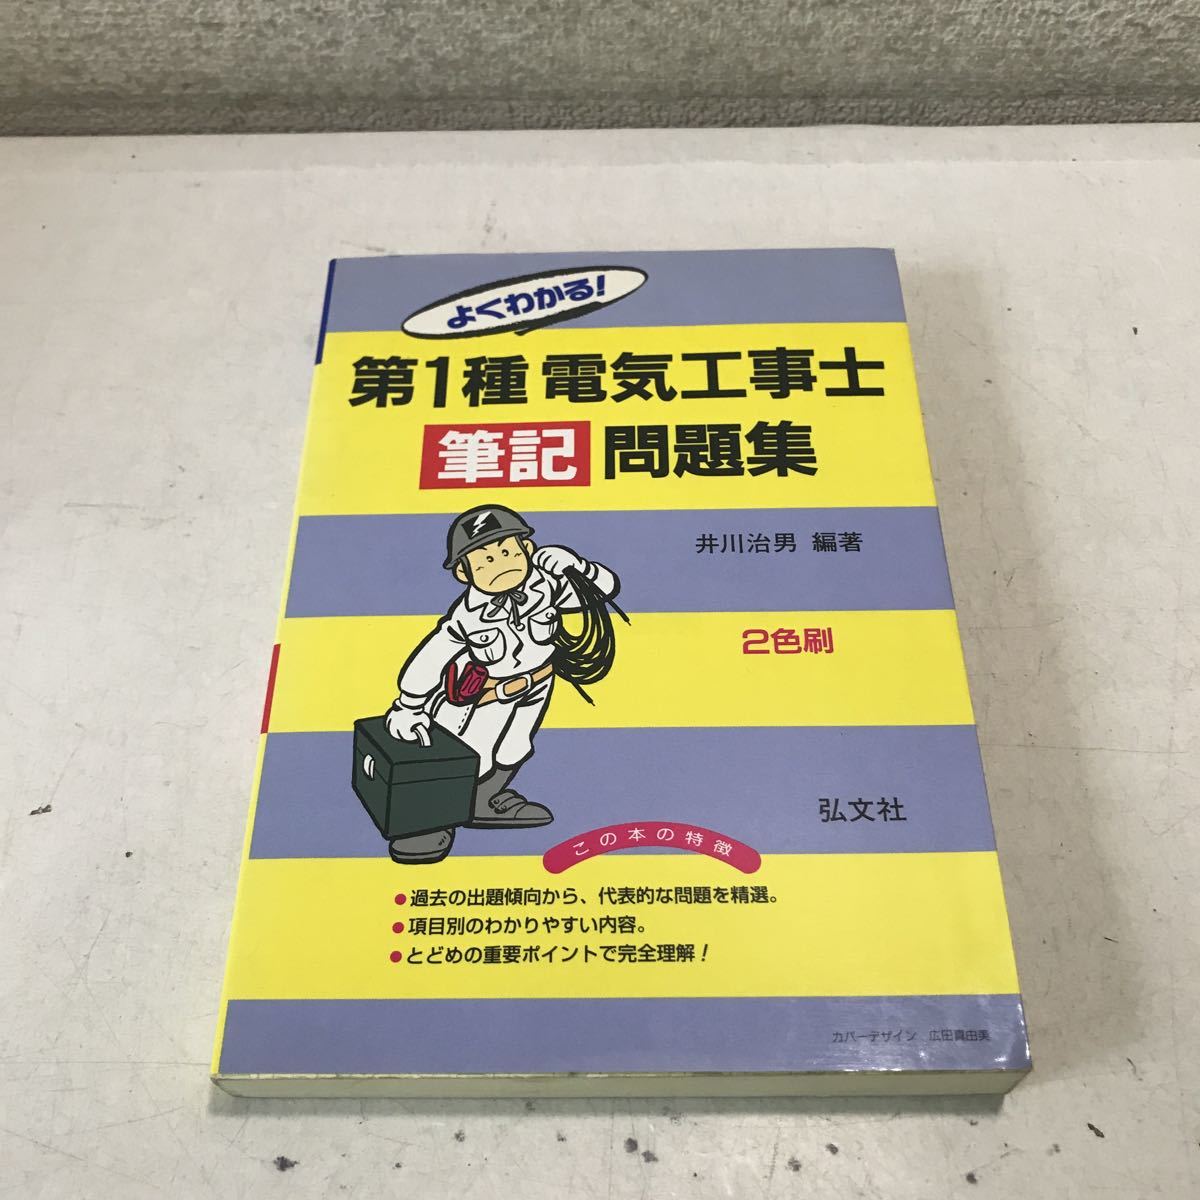 よくわかる!
第1種 電気工事士
筆記 問題集
井川治男 編著
2色刷
弘文社
この本の特徴
●過去の出題傾向から、代表的な問題を精選。
●項目別のわかりやすい内容。
●とどめの重要ポイントで完全理解!
カバーデザイン 広田真由美